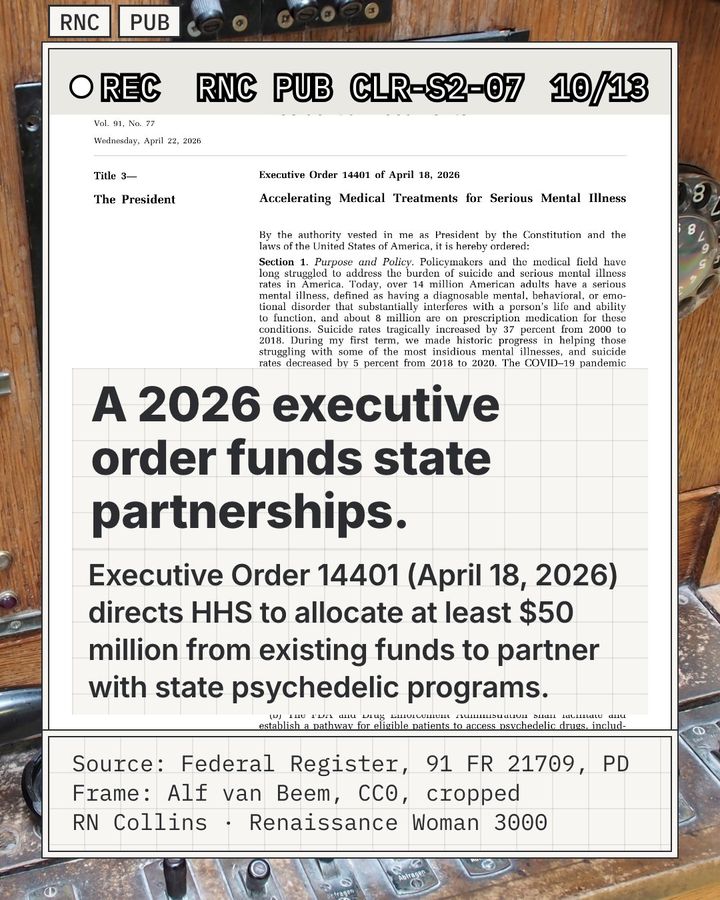 RNC PUB
REC RNC PUB CLR-S2-07 10/13
Vol. 91, No. 77
Wednesday, April 22, 2026
Title 3—
The President
Executive Order 14401 of April 18, 2026
Accelerating Medical Treatments for Serious Mental Illness
By the authority vested in me as President by the Constitution and the
laws of the United States of America, it is hereby ordered:
Section 1. Purpose and Policy. Policymakers and the medical field have
long struggled to address the burden of suicide and serious mental illness
rates in America. Today, over 14 million American adults have a serious
mental illness, defined as having a diagnosable mental, behavioral, or emo-
tional disorder that substantially interferes with a person's life and ability
to function, and about 8 million are on prescription medication for these
conditions. Suicide rates tragically increased by 37 percent from 2000 to
2018. During my first term, we made historic progress in helping those
struggling with some of the most insidious mental illnesses, and suicide
rates decreased by 5 percent from 2018 to 2020. The COVID–19 pandemic
A 2026 executive
order funds state
partnerships.
Executive Order 14401 (April 18, 2026)
directs HHS to allocate at least $50
million from existing funds to partner
with state psychedelic programs.
(b) The FDA and Drug Enforcement Administration shall facilitate and
establish a pathway for eligible patients to access psychedelic drugs, includ-
Source: Federal Register, 91 FR 21709, PD
Frame: Alf van Beem, CC0, cropped
RN Collins · Renaissance Woman 3000